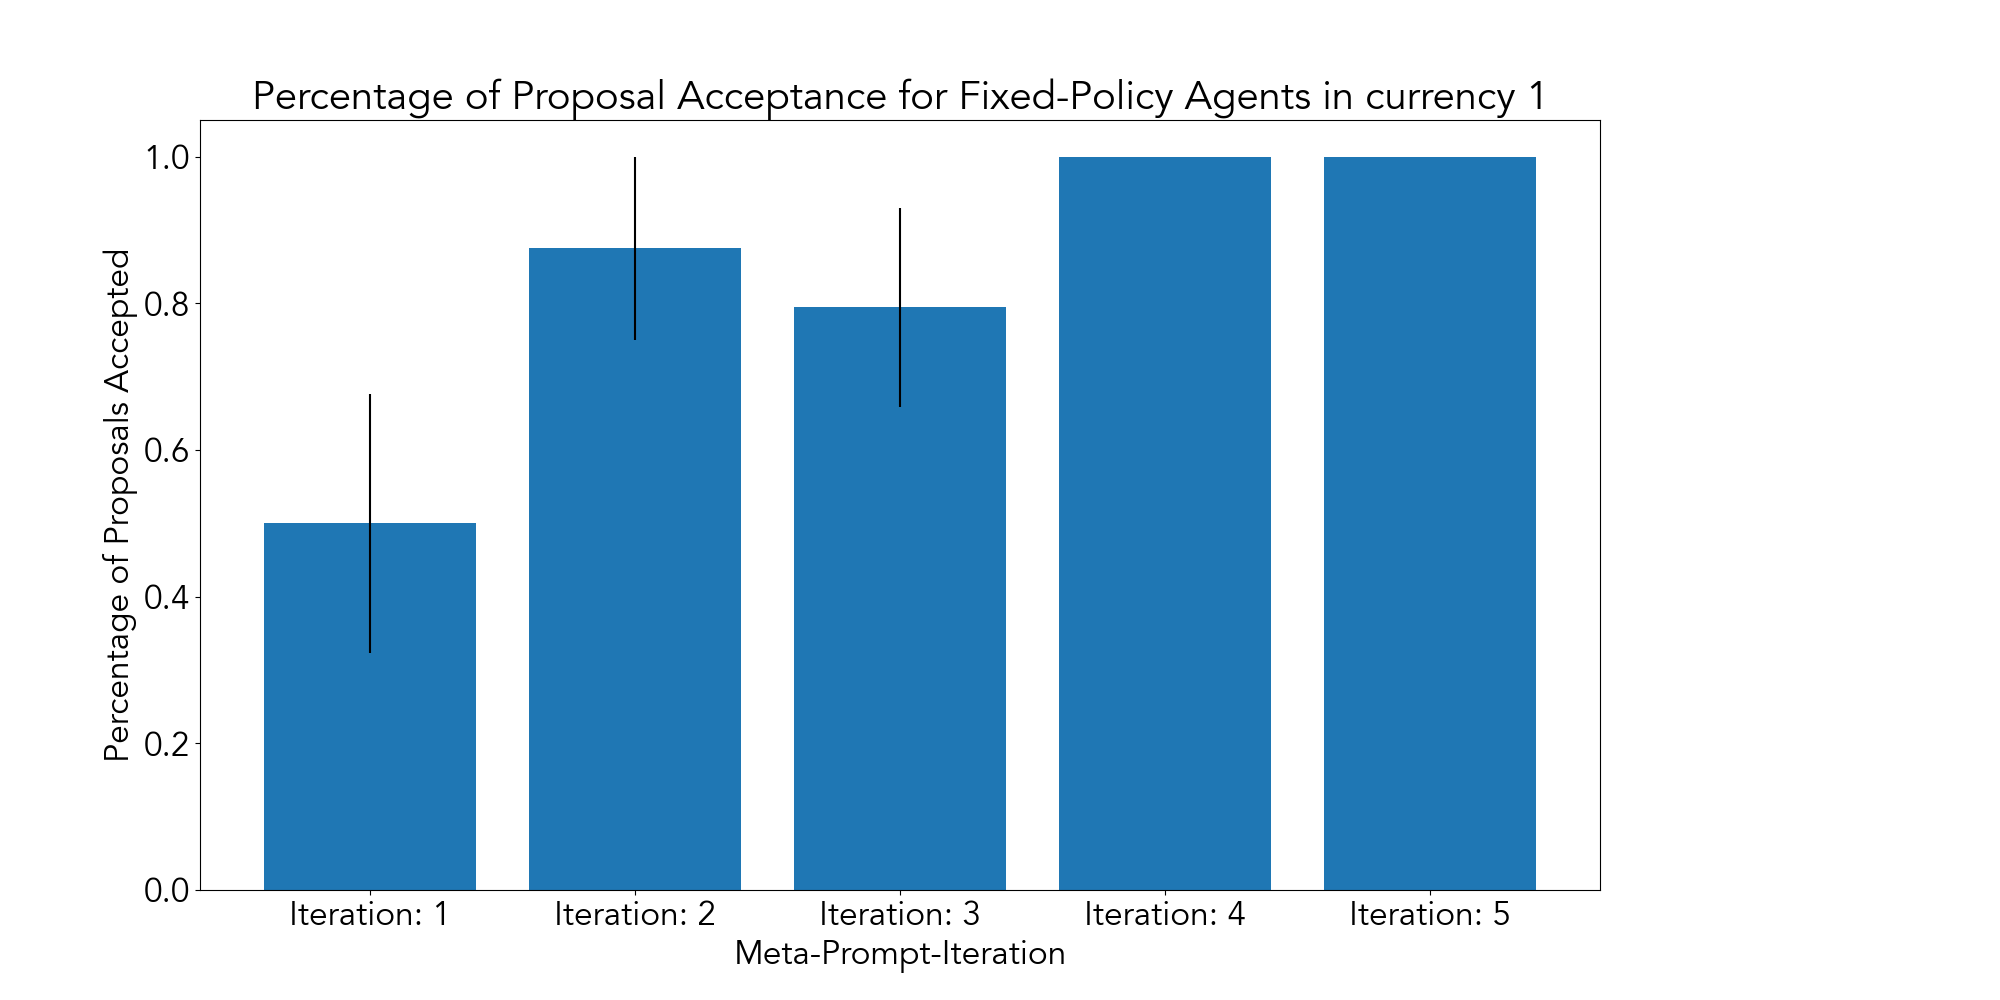 Percentage of Proposal Acceptance for Fixed-Policy Agents in currency 1
Percentage of Proposals Accepted
1.0
0.8
0.6
0.4
0.2
0.0
Iteration: 1
Iteration: 2
Iteration: 3
Iteration: 4
Iteration: 5
Meta-Prompt-Iteration